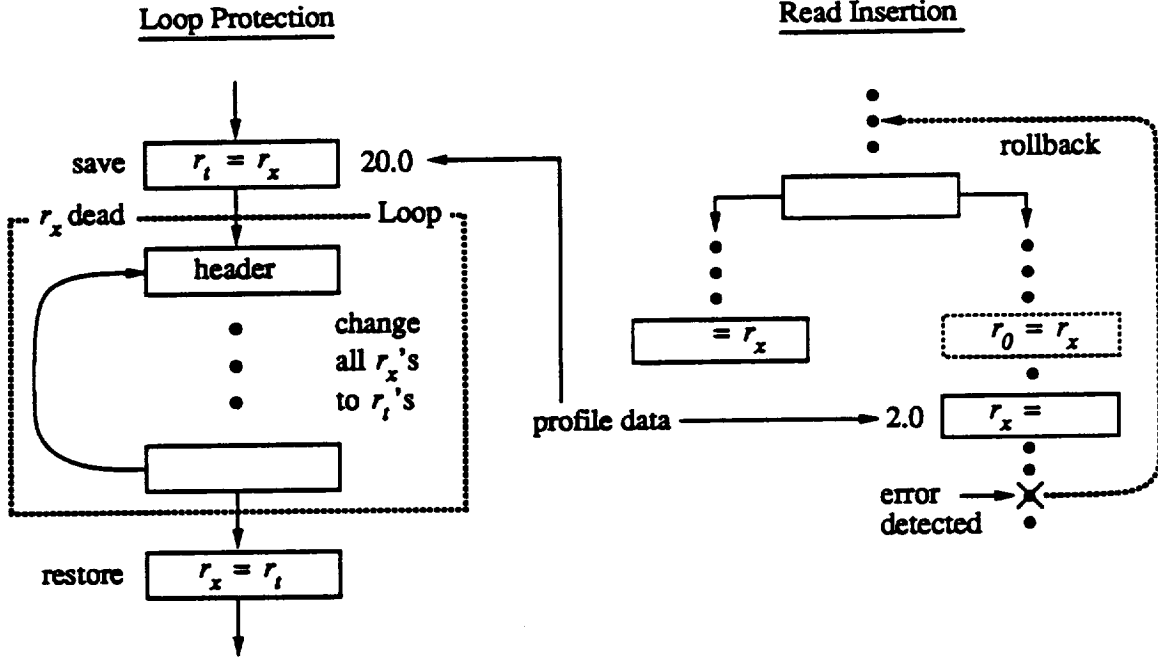 Loop Protection
save
r_t = r_x
20.0
r_x dead
Loop
header
change
all r_x's
to r_t's
restore
r_x = r_t
Read Insertion
rollback
= r_x
r_0 = r_x
profile data
2.0
r_x =
error
detected